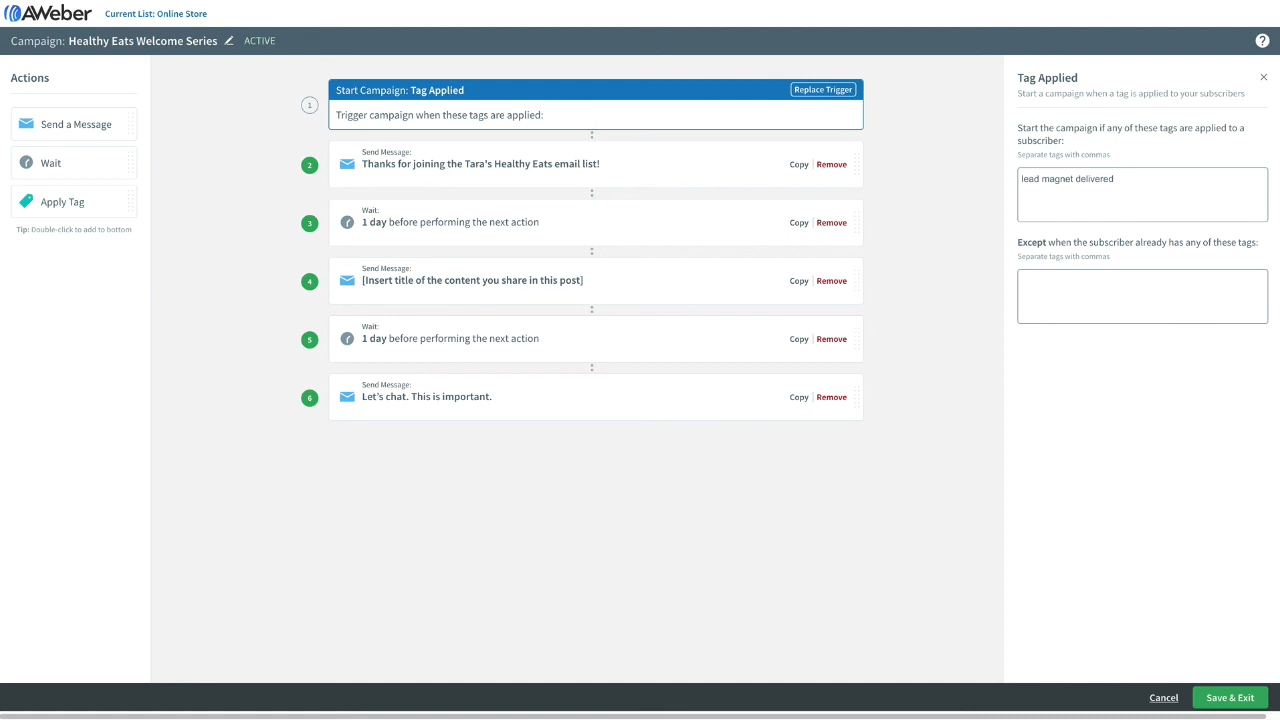 AWeber
Current List: Online Store
Campaign: Healthy Eats Welcome Series ACTIVE
?
Actions
Send a Message
Wait
Apply Tag
Tip: Double-click to add to bottom
1
Start Campaign: Tag Applied
Replace Trigger
Trigger campaign when these tags are applied:
2
Send Message:
Thanks for joining the Tara's Healthy Eats email list!
Copy | Remove
3
Wait:
1 day before performing the next action
Copy | Remove
4
Send Message:
[Insert title of the content you share in this post]
Copy | Remove
5
Wait:
1 day before performing the next action
Copy | Remove
6
Send Message:
Let's chat. This is important.
Copy | Remove
Tag Applied
Start a campaign when a tag is applied to your subscribers
Start the campaign if any of these tags are applied to a
subscriber:
Separate tags with commas
lead magnet delivered
Except when the subscriber already has any of these tags:
Separate tags with commas
Cancel
Save & Exit